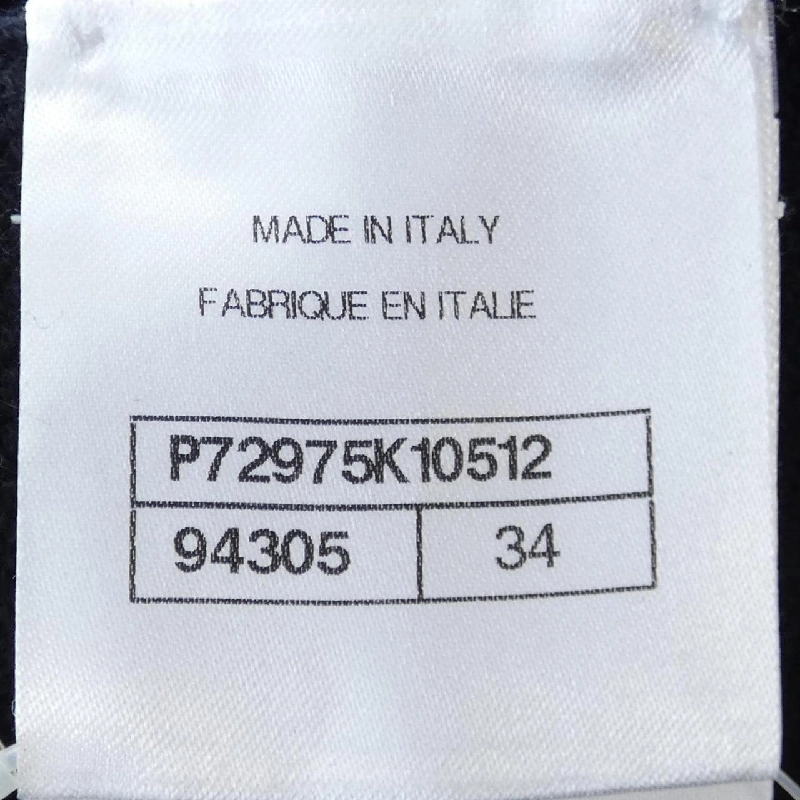 MADE IN ITALY
FABRIQUE EN ITALIE
P72975K10512
94305 34